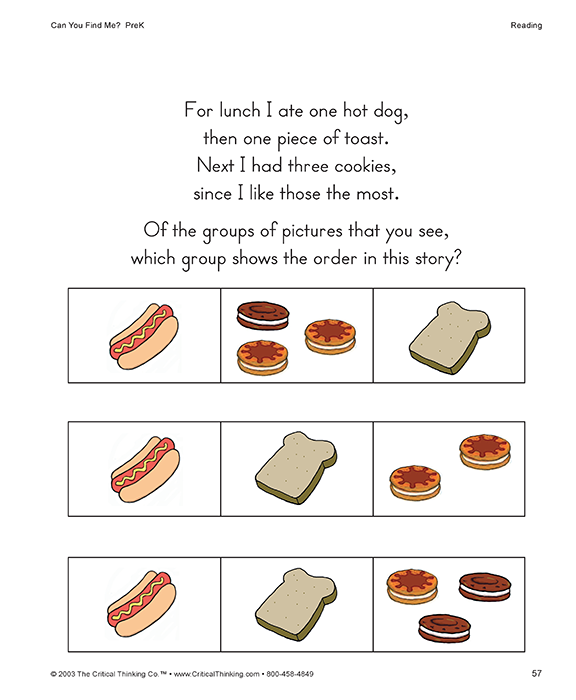 Can You Find Me? PreK
Reading
For lunch I ate one hot dog,
then one piece of toast.
Next I had three cookies,
since I like those the most.
Of the groups of pictures that you see,
which group shows the order in this story?
© 2003 The Critical Thinking Co.™ • www.CriticalThinking.com • 800-458-4849
57